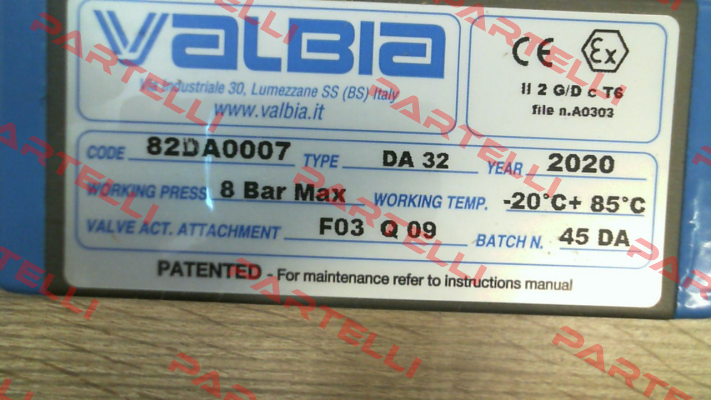 VALBIA
Via Industriale 30, Lumezzane SS (BS) Italy
www.valbia.it
CE Ex
II 2 G/D c T6
file n.A0303
CODE 82DA0007 TYPE DA 32 YEAR 2020
WORKING PRESS. 8 Bar Max WORKING TEMP. -20°C+ 85°C
VALVE ACT. ATTACHMENT F03 Q 09 BATCH N. 45 DA
PATENTED - For maintenance refer to instructions manual
PARTELLI